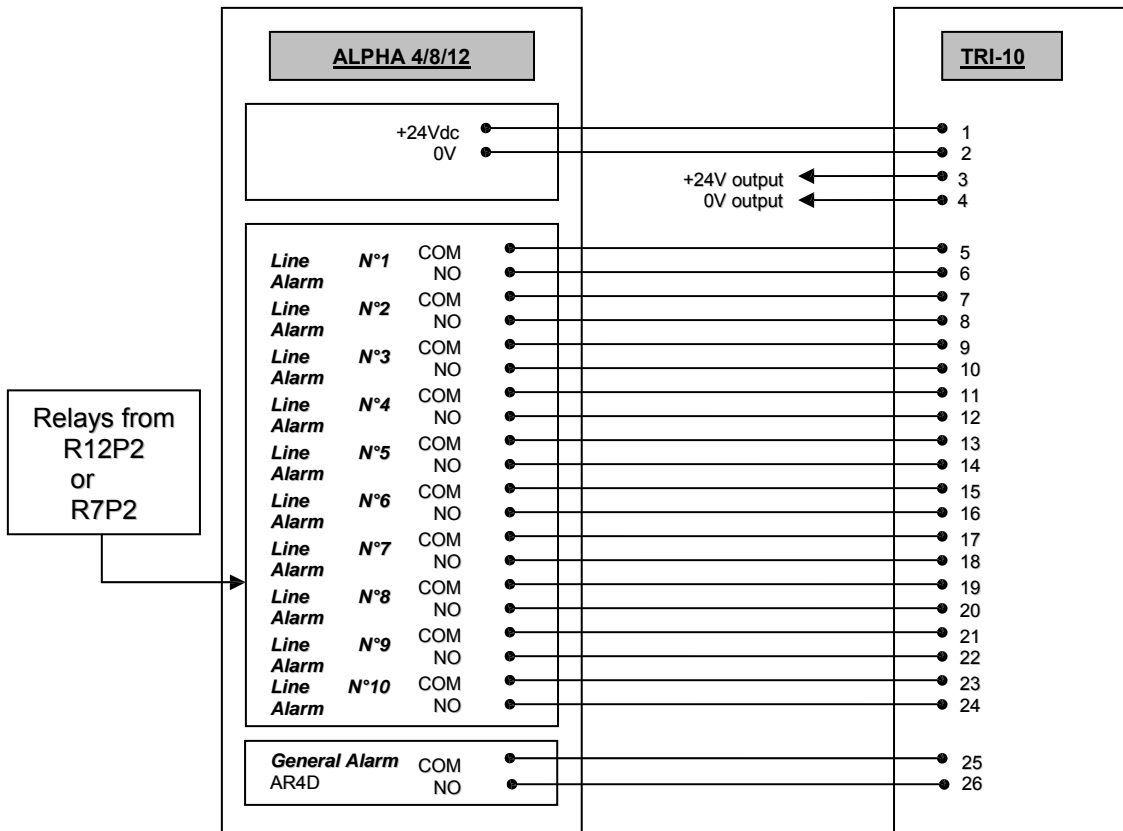 ALPHA 4/8/12
TRI-10
+24Vdc
1
0V
2
+24V output
3
0V output
4
Line N°1 COM
5
Alarm NO
6
Line N°2 COM
7
Alarm NO
8
Line N°3 COM
9
Alarm NO
10
Line N°4 COM
11
Alarm NO
12
Line N°5 COM
13
Alarm NO
14
Line N°6 COM
15
Alarm NO
16
Line N°7 COM
17
Alarm NO
18
Line N°8 COM
19
Alarm NO
20
Line N°9 COM
21
Alarm NO
22
Line N°10 COM
23
Alarm NO
24
Relays from
R12P2
or
R7P2
General Alarm COM
25
AR4D NO
26